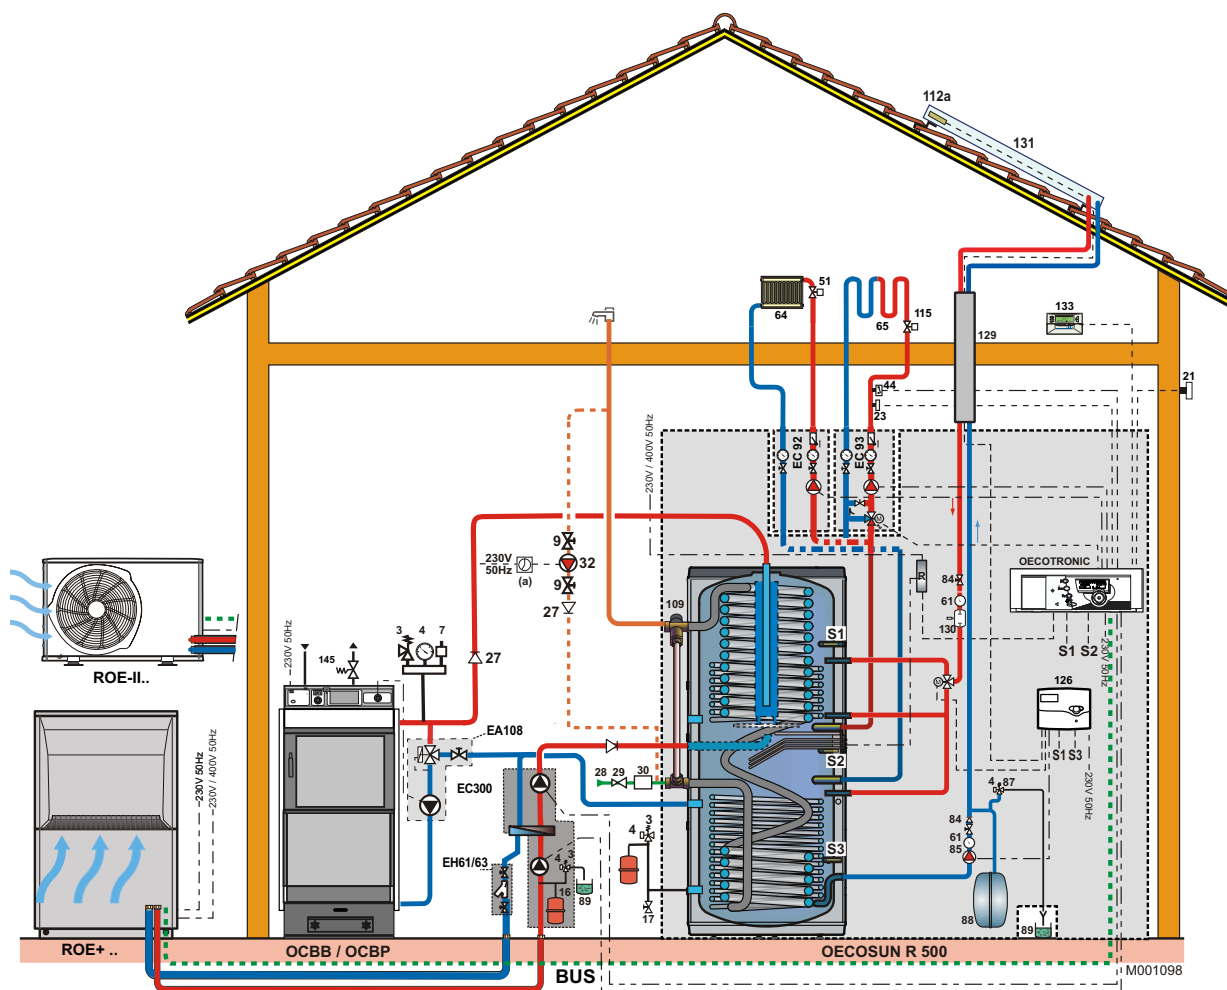 112a
131
51
133
64
65
115
129
44
21
23
230V / 400V 50Hz
EC 92
EC 93
M
9
230V
50Hz
(a)
32
OECOTRONIC
R
84
9
61
27
109
130
3
4
7
S1
S1
S2
230V 50Hz
230V 50Hz
145
27
ROE-II..
M
126
EA108
S2
S1
S3
28
29
30
EC300
4
87
230V 50Hz
230V 50Hz
230V / 400V 50Hz
3
4
84
61
S3
85
EH61/63
4
3
16
89
17
88
89
ROE+ ..
OCBB / OCBP
OECOSUN R 500
BUS
M001098